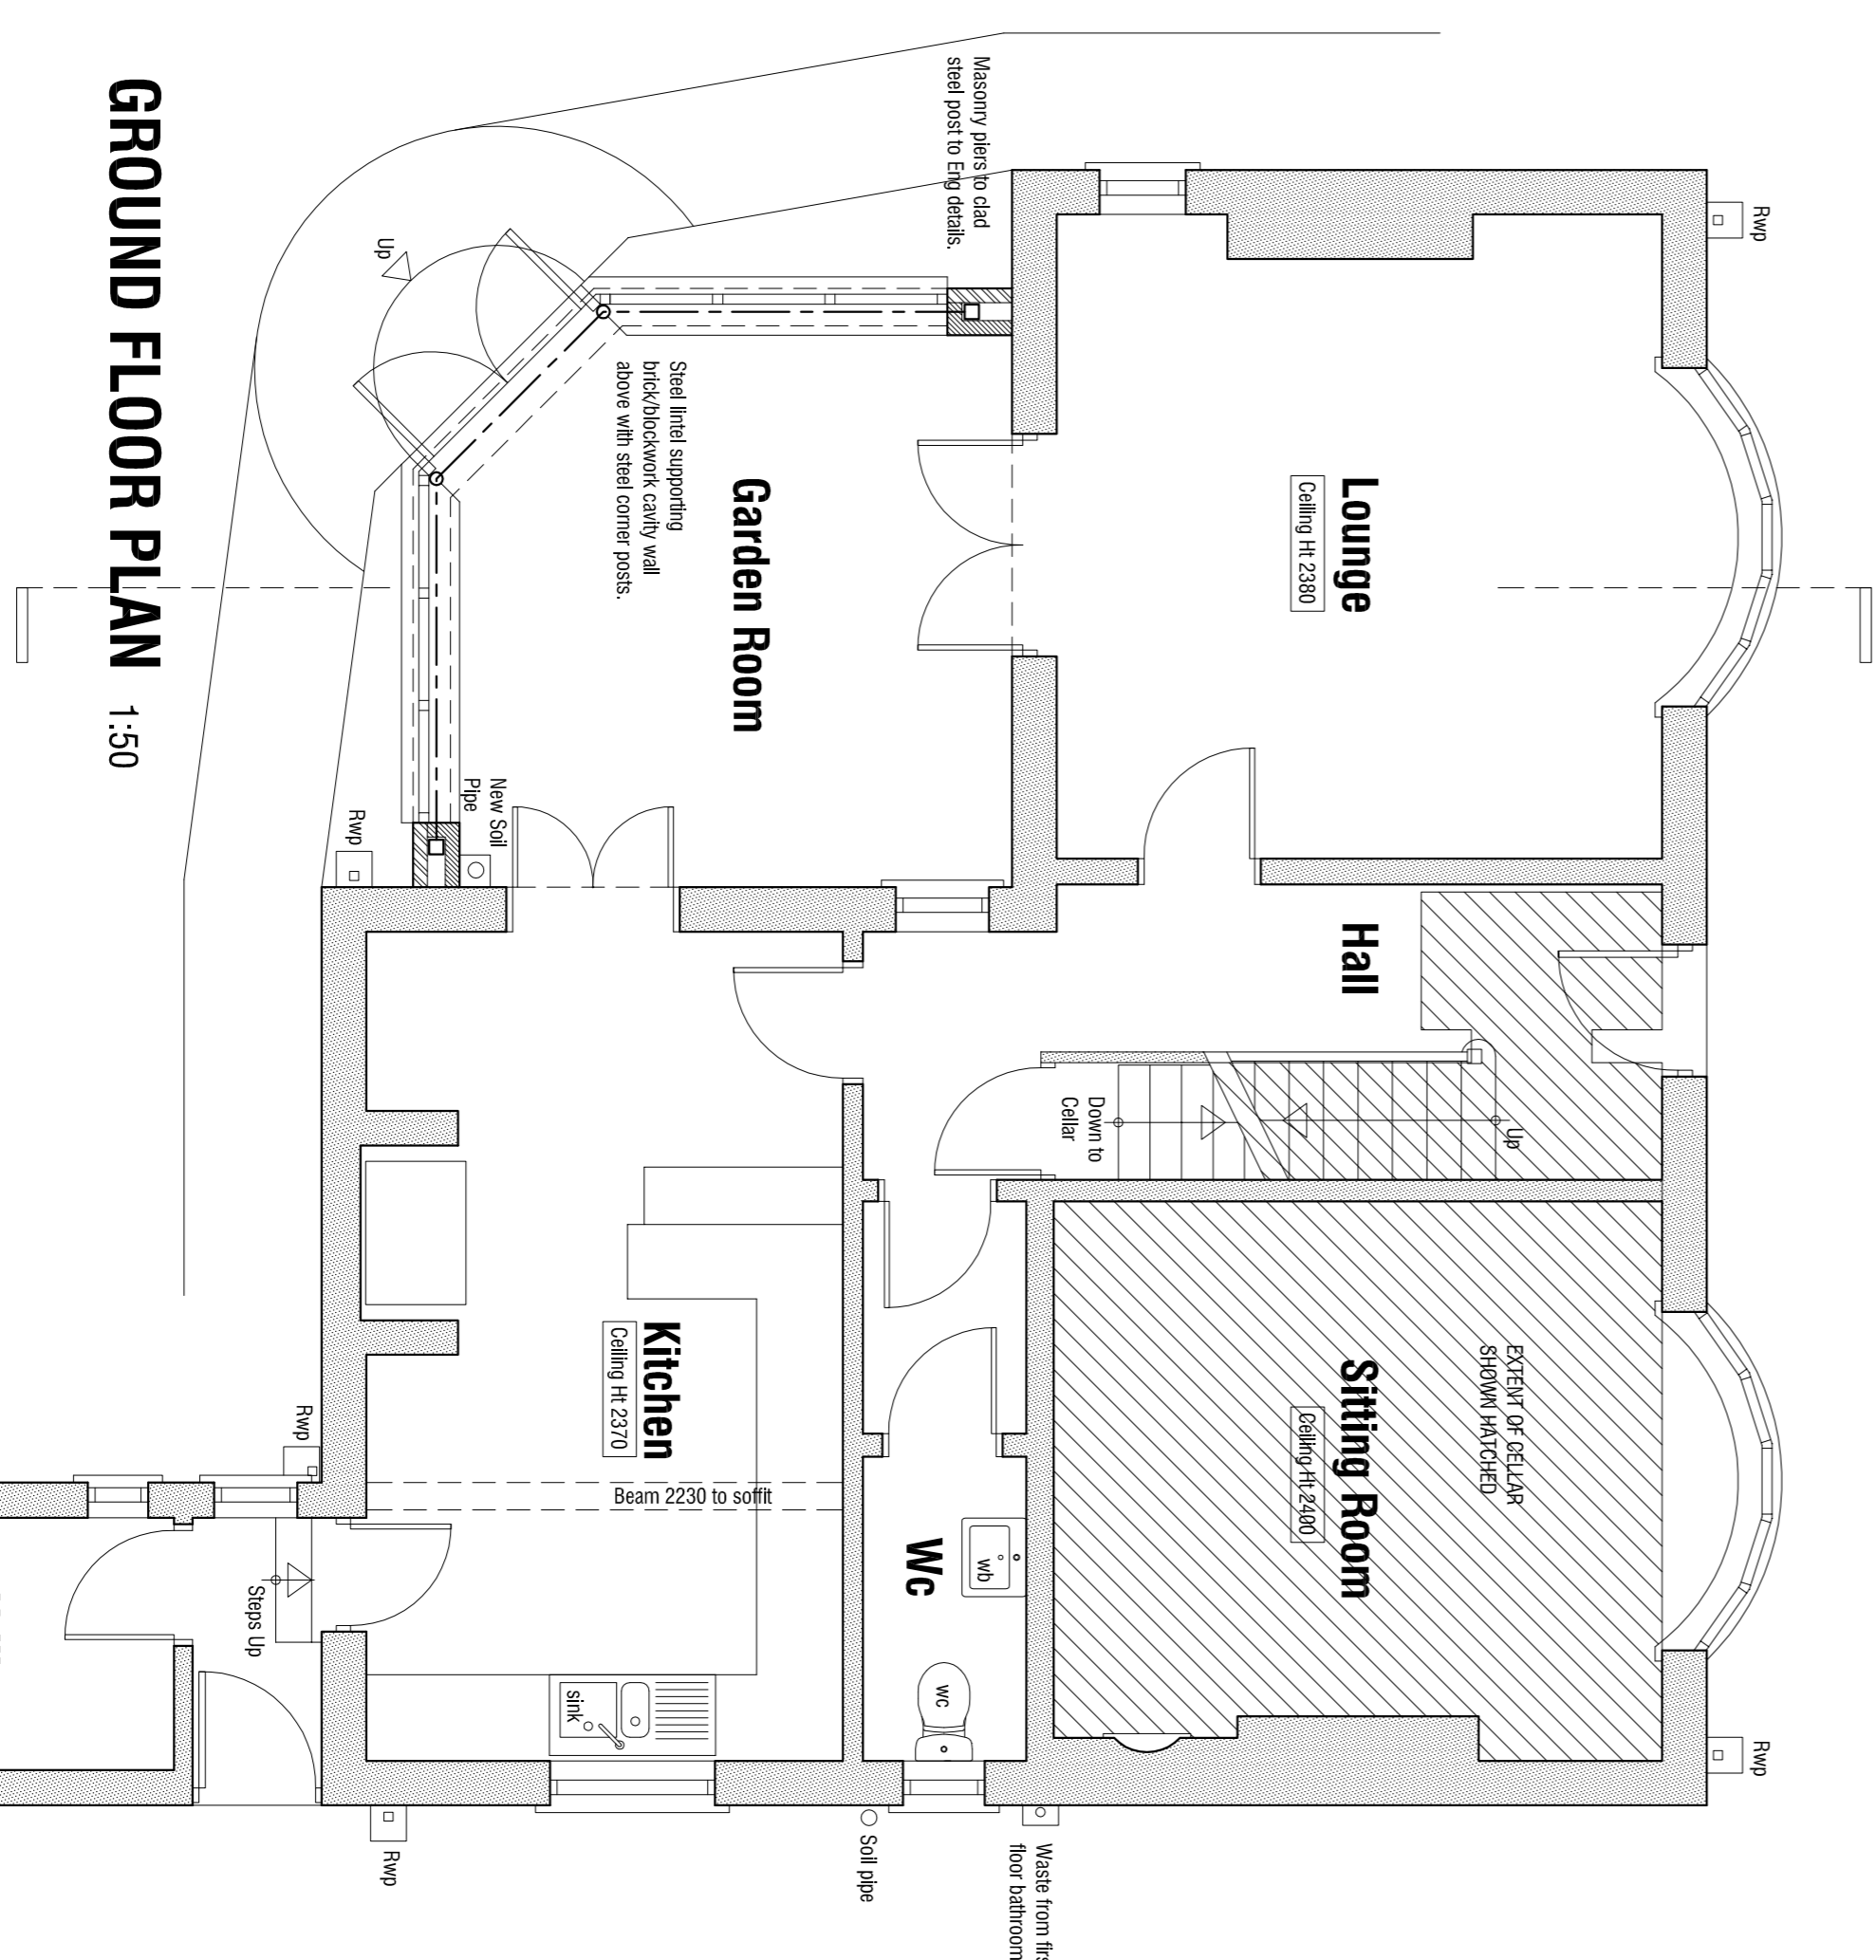 GROUND FLOOR PLAN 1:50
Rwp
Masonry piers to clad
steel post to Eng details.
Up
Lounge
Ceiling Ht 2380
Garden Room
Steel lintel supporting
brick/blockwork cavity wall
above with steel corner posts.
New Soil
Pipe
Rwp
Hall
Up
Down to
Cellar
EXTENT OF CELLAR
SHOWN HATCHED
Sitting Room
Ceiling Ht 2400
Kitchen
Ceiling Ht 2370
Beam 2230 to soffit
Rwp
Wc
wb
wc
Steps Up
sink
Rwp
Rwp
Soil pipe
Waste from
floor bathroom